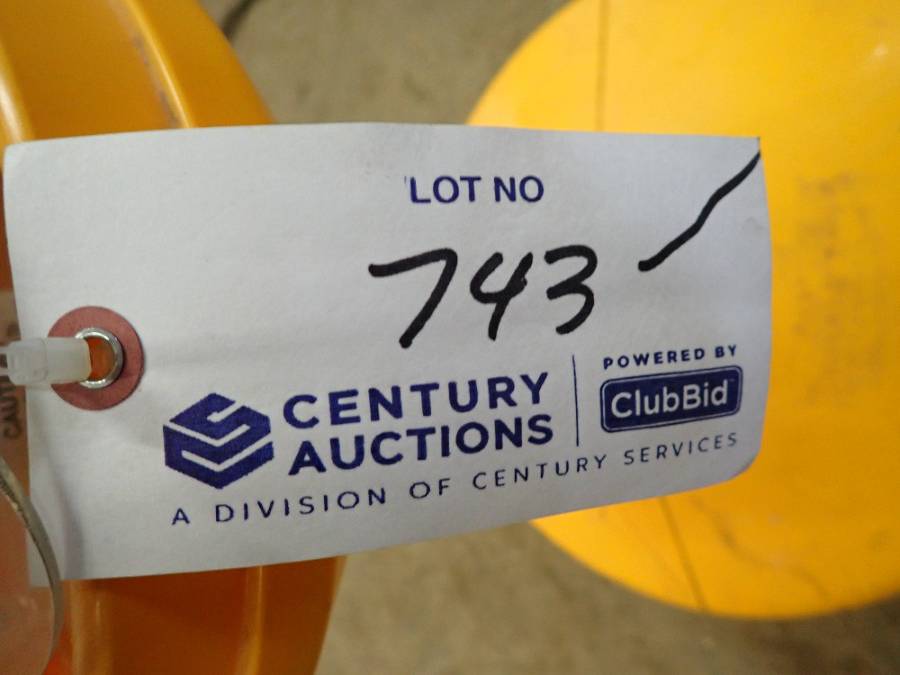 LOT NO
743
CENTURY
AUCTIONS
POWERED BY
ClubBid
A DIVISION OF CENTURY SERVICES